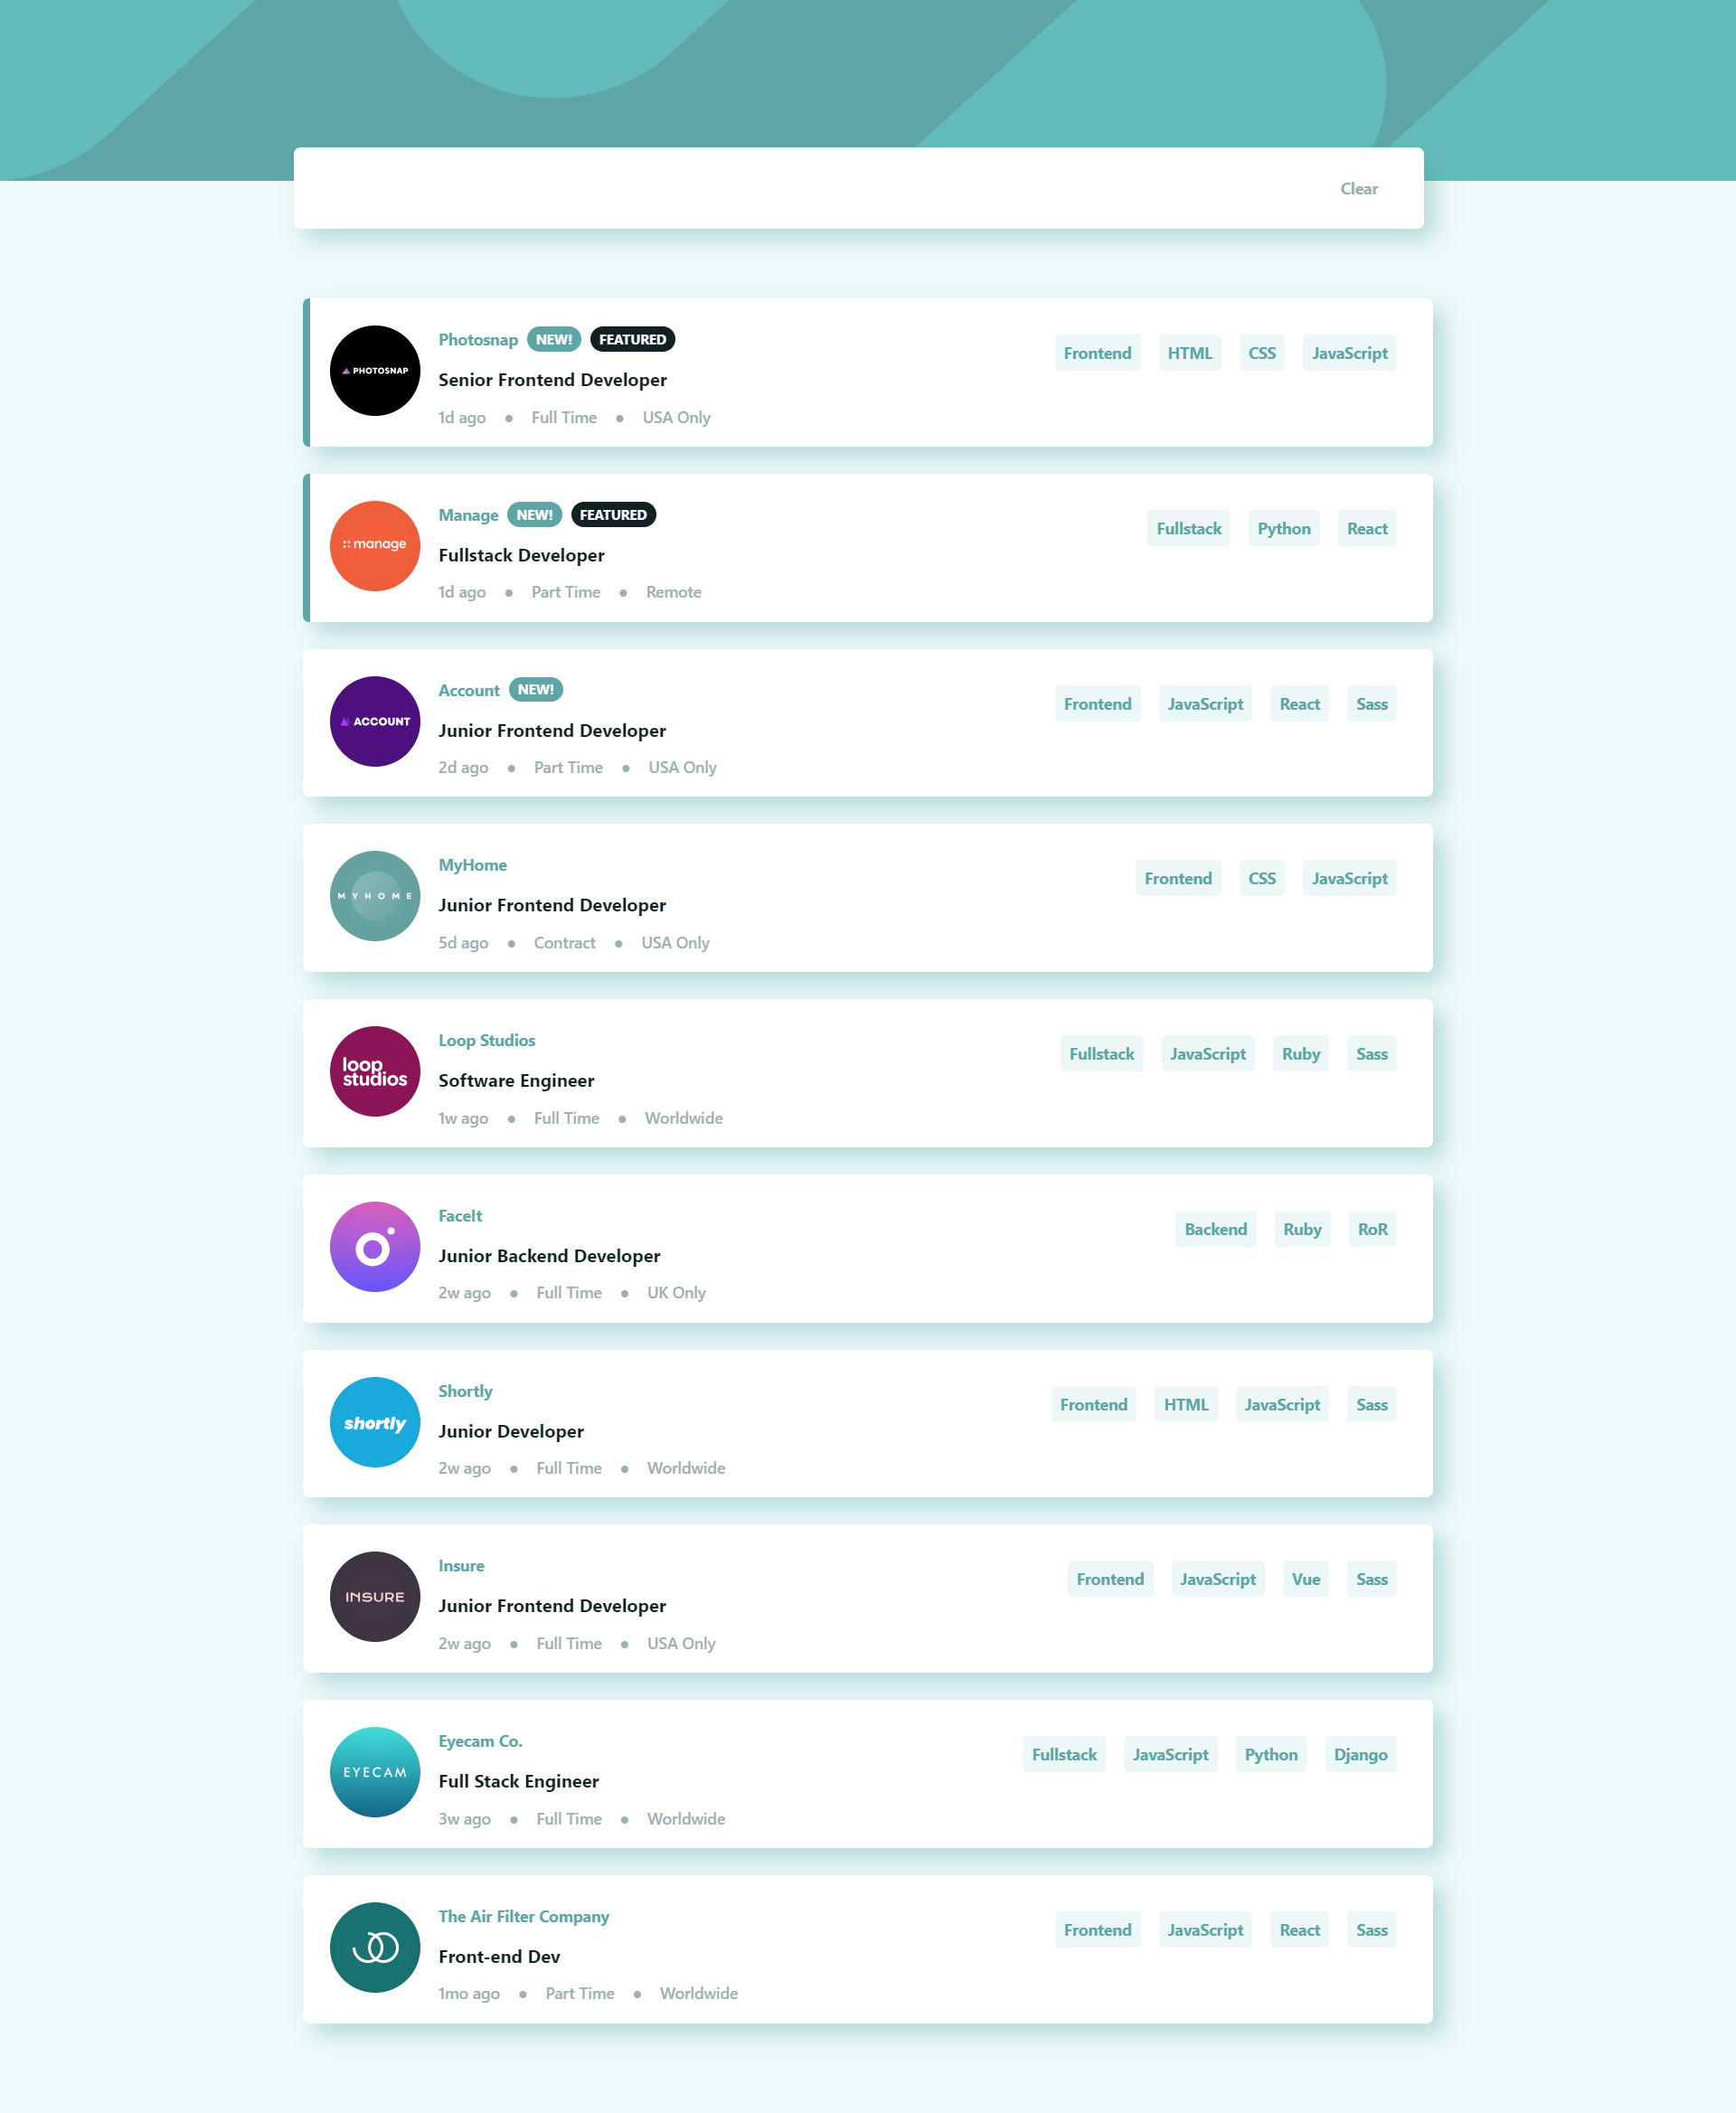 Clear
PHOTOSNAP
Photosnap NEW! FEATURED
Senior Frontend Developer
1d ago • Full Time • USA Only
Frontend HTML CSS JavaScript
manage
Manage NEW! FEATURED
Fullstack Developer
1d ago • Part Time • Remote
Fullstack Python React
ACCOUNT
Account NEW!
Junior Frontend Developer
2d ago • Part Time • USA Only
Frontend JavaScript React Sass
MYHOME
MyHome
Junior Frontend Developer
5d ago • Contract • USA Only
Frontend CSS JavaScript
loop
studios
Loop Studios
Software Engineer
1w ago • Full Time • Worldwide
Fullstack JavaScript Ruby Sass
FaceIt
Junior Backend Developer
2w ago • Full Time • UK Only
Backend Ruby RoR
shortly
Shortly
Junior Developer
2w ago • Full Time • Worldwide
Frontend HTML JavaScript Sass
INSURE
Insure
Junior Frontend Developer
2w ago • Full Time • USA Only
Frontend JavaScript Vue Sass
EYECAM
Eyecam Co.
Full Stack Engineer
3w ago • Full Time • Worldwide
Fullstack JavaScript Python Django
The Air Filter Company
Front-end Dev
1mo ago • Part Time • Worldwide
Frontend JavaScript React Sass